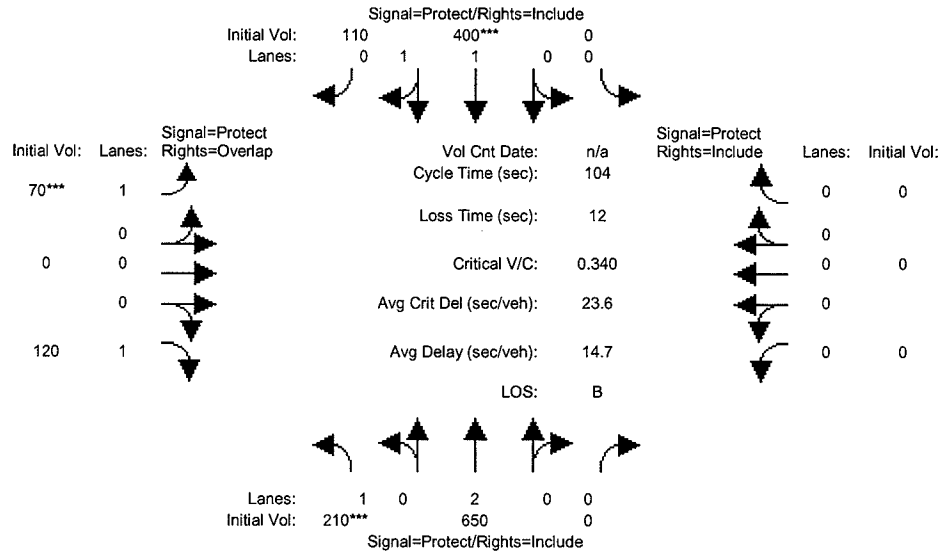 Signal=Protect/Rights=Include
Initial Vol: 110 400*** 0
Lanes: 0 1 1 0 0
Signal=Protect
Initial Vol: Lanes: Rights=Overlap
Vol Cnt Date: n/a
Signal=Protect
Rights=Include Lanes: Initial Vol:
Cycle Time (sec): 104
70*** 1 0 0
Loss Time (sec): 12
0 0
0 0 Critical V/C: 0.340 0 0
0 Avg Crit Del (sec/veh): 23.6 0
120 1 Avg Delay (sec/veh): 14.7 0 0
LOS: B
Lanes: 1 0 2 0 0
Initial Vol: 210*** 650 0
Signal=Protect/Rights=Include